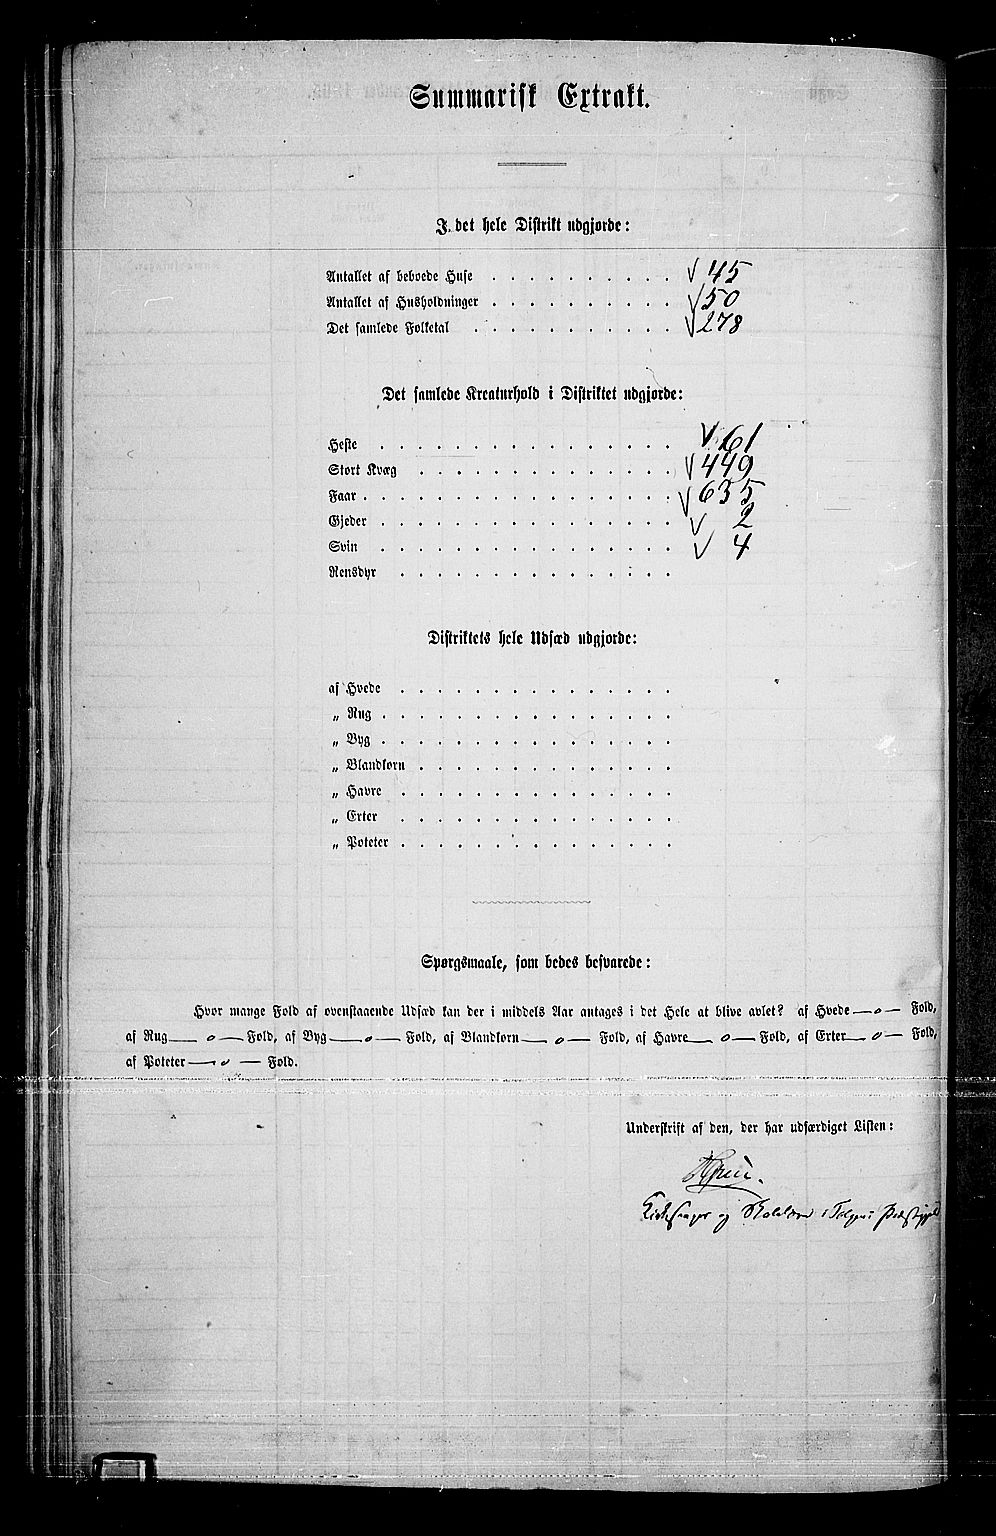 Summarisk Extrakt.
I det hele Distrikt udgjorde:
Antallet af beboede Huse . . . . . . . . . . √ 45
Antallet af Husholdninger . . . . . . . . . . √ 50
Det samlede Folketal . . . . . . . . . . . √ 278
Det samlede Kreaturhold i Distriktet udgjorde:
Heste . . . . . . . . . . . . . . . . √ 61
Stort Kvæg . . . . . . . . . . . . . . √ 449
Faar . . . . . . . . . . . . . . . . . √ 635
Gjeder . . . . . . . . . . . . . . . . √ 2
Svin . . . . . . . . . . . . . . . . √ 4
Rensdyr . . . . . . . . . . . . . . .
Distriktets hele Udsæd udgjorde:
af Hvede . . . . . . . . . . . . . . .
„ Rug . . . . . . . . . . . . . . . .
„ Byg . . . . . . . . . . . . . . . .
„ Blandkorn . . . . . . . . . . . . . .
„ Havre . . . . . . . . . . . . . . .
„ Erter . . . . . . . . . . . . . . .
„ Poteter . . . . . . . . . . . . . . .
Spørgsmaale, som bedes besvarede:
Hvor mange Fold af ovenstaaende Udsæd kan der i middels Aar antages i det Hele at blive avlet? af Hvede — o — Fold,
af Rug — o — Fold, af Byg — o — Fold, af Blandkorn — o — Fold, af Havre — o — Fold, af Erter — o — Fold,
af Poteter — o — Fold.
Underskrift af den, der har udfærdiget Listen:
Kirkesanger og Skolelærer i Tolgens Præstegjeld